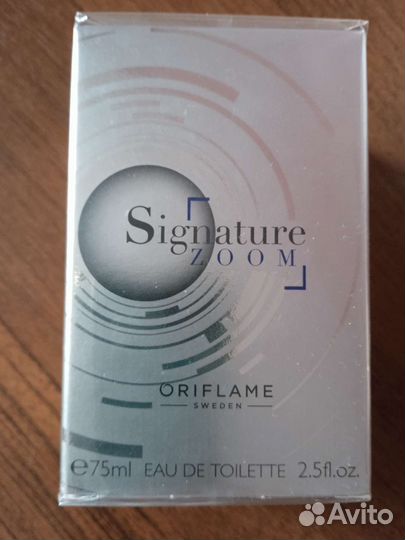 Signature
ZOOM
ORIFLAME
SWEDEN
℮75ml EAU DE TOILETTE 2.5fl.oz.
Avito